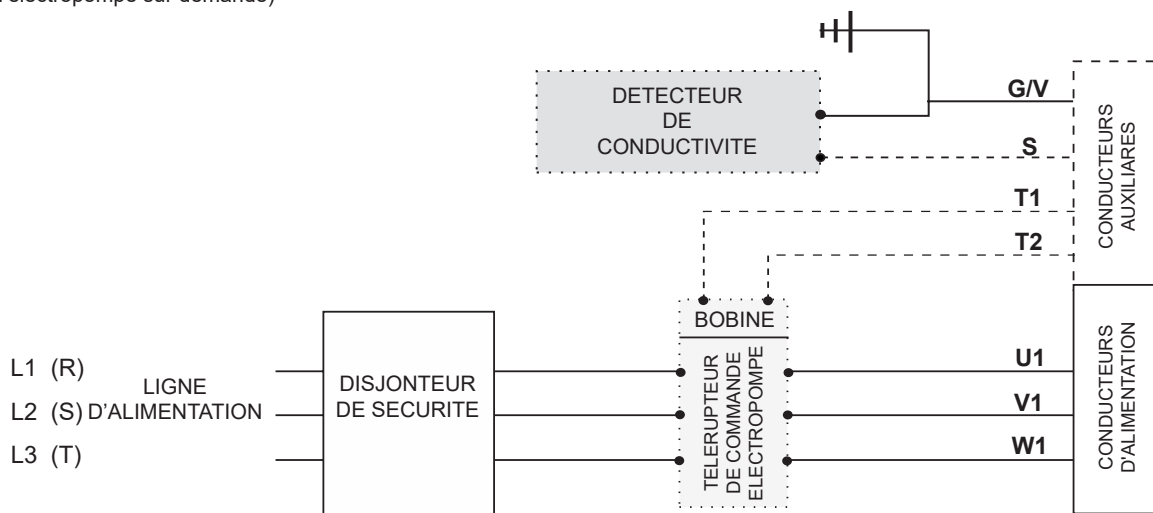 électropompe sur demande)
DETECTEUR
DE
CONDUCTIVITE
G/V
S
T1
T2
CONDUCTEURS
AUXILIARES
BOBINE
TELERUPTEUR
DE COMMANDE
ELECTROPOMPE
L1 (R)
L2 (S)
L3 (T)
LIGNE
D'ALIMENTATION
DISJONTEUR
DE SECURITE
U1
V1
W1
CONDUCTEURS
D'ALIMENTATION